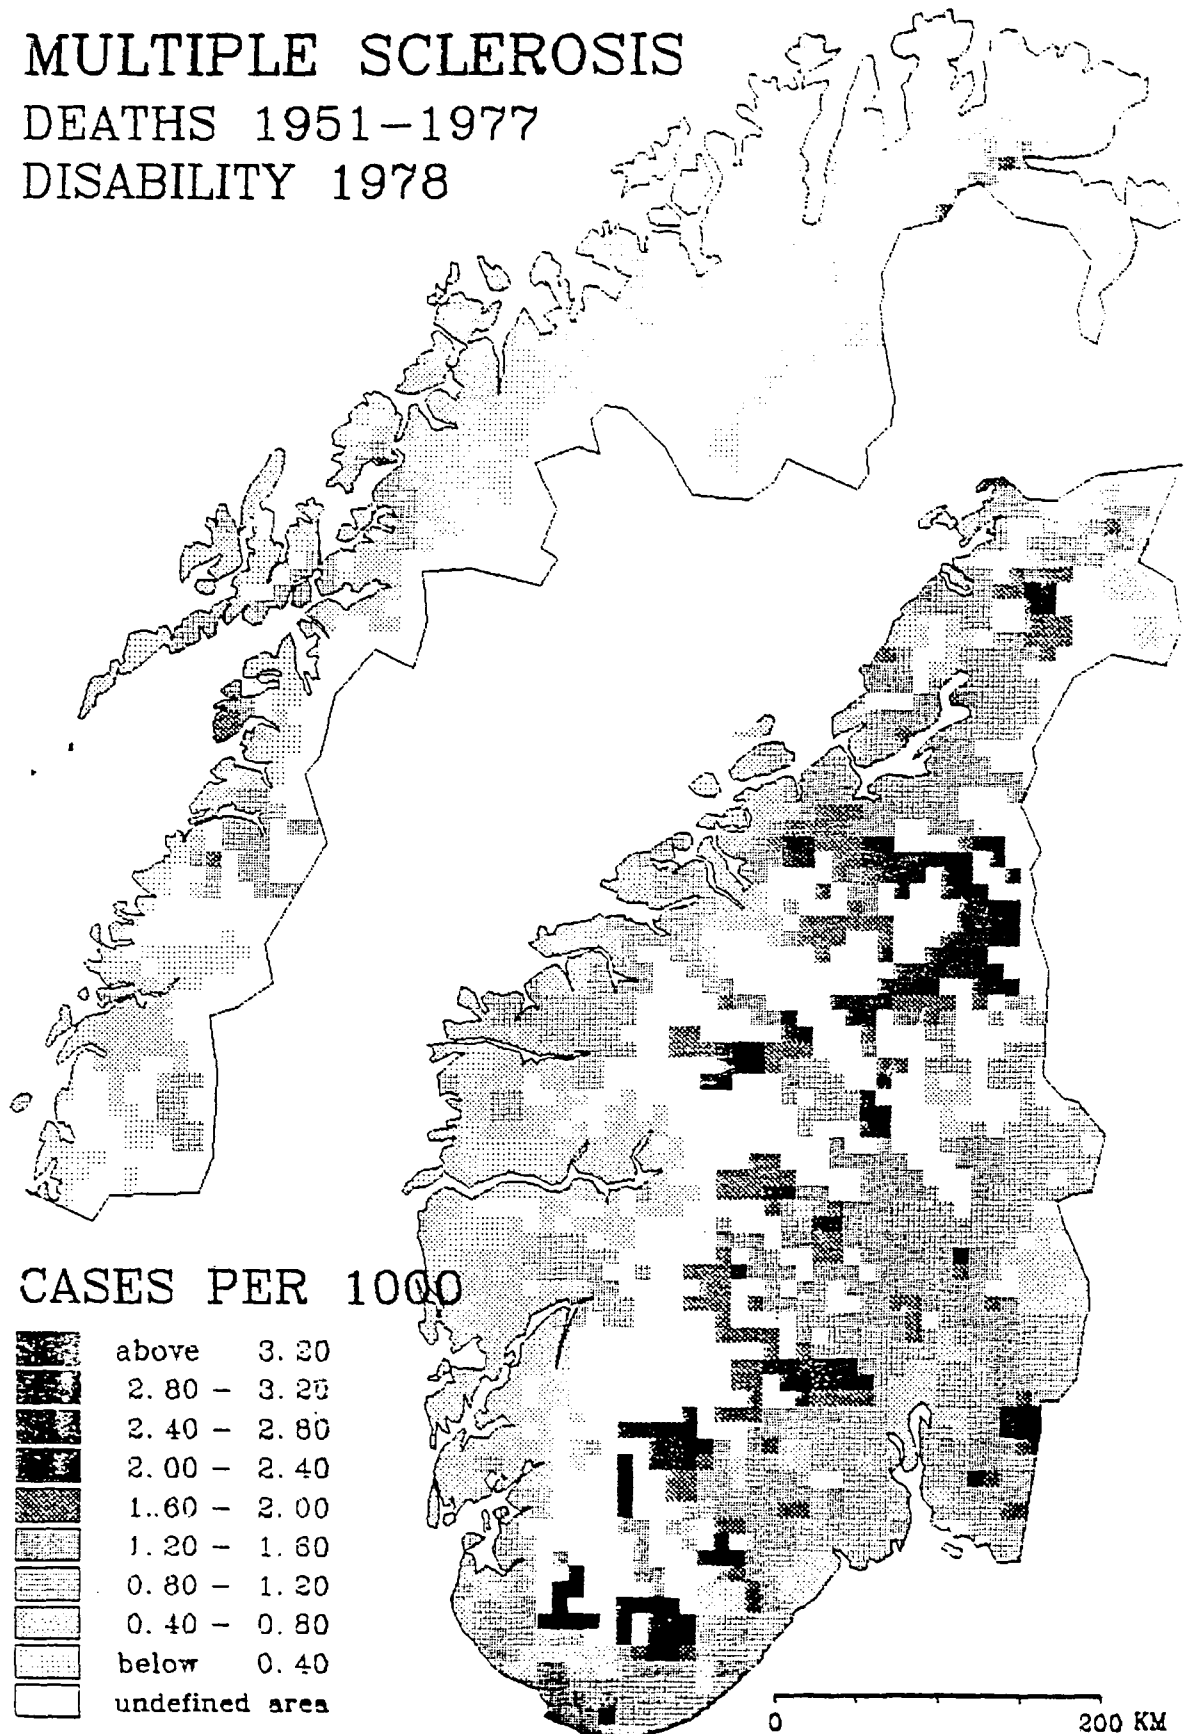 MULTIPLE SCLEROSIS
DEATHS 1951-1977
DISABILITY 1978
CASES PER 1000
above 3.20
2.80 - 3.20
2.40 - 2.80
2.00 - 2.40
1.60 - 2.00
1.20 - 1.60
0.80 - 1.20
0.40 - 0.80
below 0.40
undefined area
0 200 KM